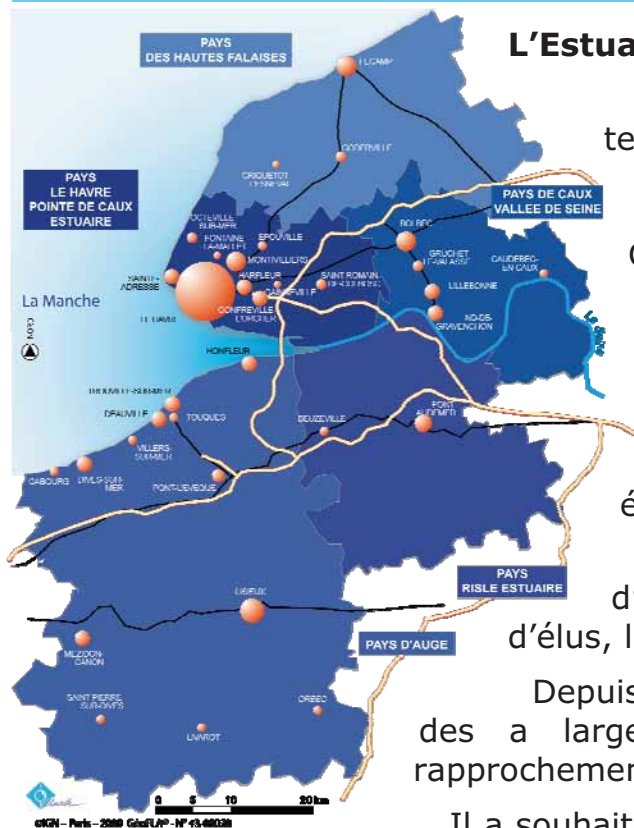 L'Estua
te
PAYS
DES HAUTES FALAISES
FECAMP
GODERVILLE
CRIQUETOT
L'ESNEVAL
PAYS
LE HAVRE
POINTE DE CAUX
ESTUAIRE
PAYS DE CAUX
VALLEE DE SEINE
OCTEVILLE
SUR-MER
EPOUVILLE
FONTAINE
LA-MALLET
MONTIVILLIERS
BOLBEC
GRUCHET
LE-VALASSE
CAUDEBEC-
EN CAUX
SAINTE-
ADRESSE
HARFLEUR
GAINNEVILLE
SAINT ROMAIN-
DE-COLBOSC
LILLEBONNE
La Manche
LE HAVRE
GONFREVILLE
L'ORCHER
N-D-DE-
GRAVENCHON
La Seine
HONFLEUR
TROUVILLE-SUR-MER
DEAUVILLE
TOUQUES
BEUZEVILLE
PONT
AUDEMER
VILLERS-
SUR-MER
CABOURG
DIVES-SUR-
MER
PONT-L'EVEQUE
é
PAYS
RISLE ESTUAIRE
d'
LISIEUX
PAYS D'AUGE
d'élus, l
MEZIDON-
CANON
SAINT PIERRE
SUR-DIVES
ORBEC
LIVAROT
Depuis
des a large
rapprochemen
0 5 10 20 km
Il a souhait